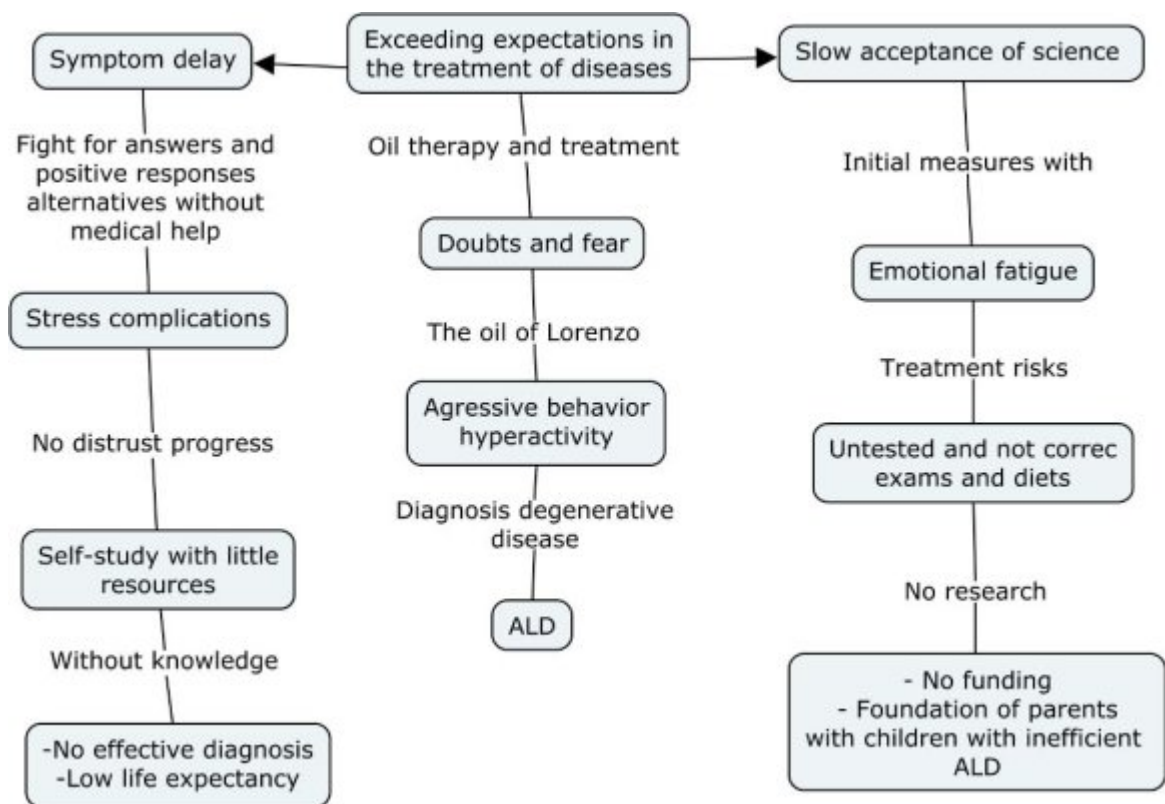 Symptom delay
Exceeding expectations in
the treatment of diseases
Slow acceptance of science
Fight for answers and
positive responses
alternatives without
medical help
Oil therapy and treatment
Initial measures with
Doubts and fear
Emotional fatigue
Stress complications
The oil of Lorenzo
Treatment risks
Agressive behavior
hyperactivity
No distrust progress
Untested and not correc
exams and diets
Diagnosis degenerative
disease
Self-study with little
resources
No research
ALD
Without knowledge
- No funding
- Foundation of parents
with children with inefficient
ALD
-No effective diagnosis
-Low life expectancy